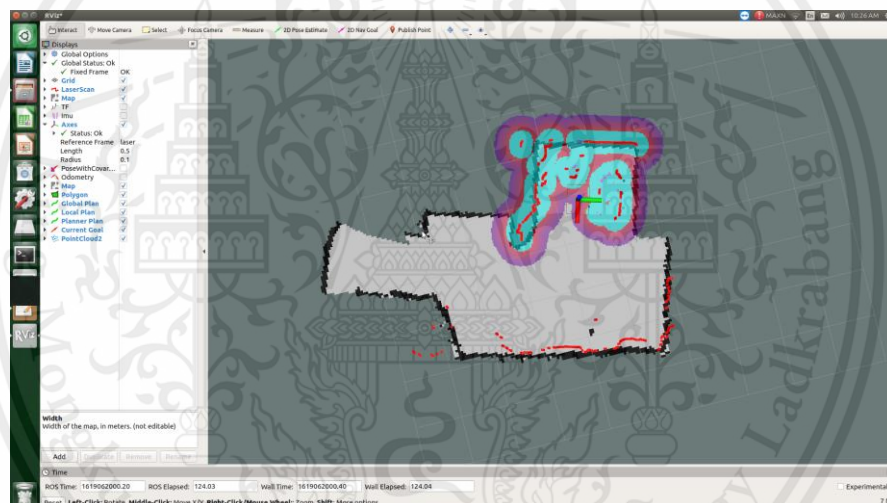 RViz*
MAXN
En
10:26 AM
Interact
Move Camera
Select
Focus Camera
Measure
2D Pose Estimate
2D Nav Goal
Publish Point
Displays
Global Options
Global Status: Ok
Fixed Frame OK
Grid
LaserScan
Map
TF
Imu
Axes
Status: Ok
Reference Frame laser
Length 0.5
Radius 0.1
PoseWithCovar...
Odometry
Map
Polygon
Global Plan
Local Plan
Planner Plan
Current Goal
PointCloud2
RViz
Width
Width of the map, in meters. (not editable)
Add Duplicate Remove Rename
Time
ROS Time: 1619062000.20 ROS Elapsed: 124.03 Wall Time: 1619062000.40 Wall Elapsed: 124.04 Experimental
Reset Left-Click: Rotate. Middle-Click: Move X/Y. Right-Click/Mouse Wheel: Zoom. Shift: More options.
Ladkrabang